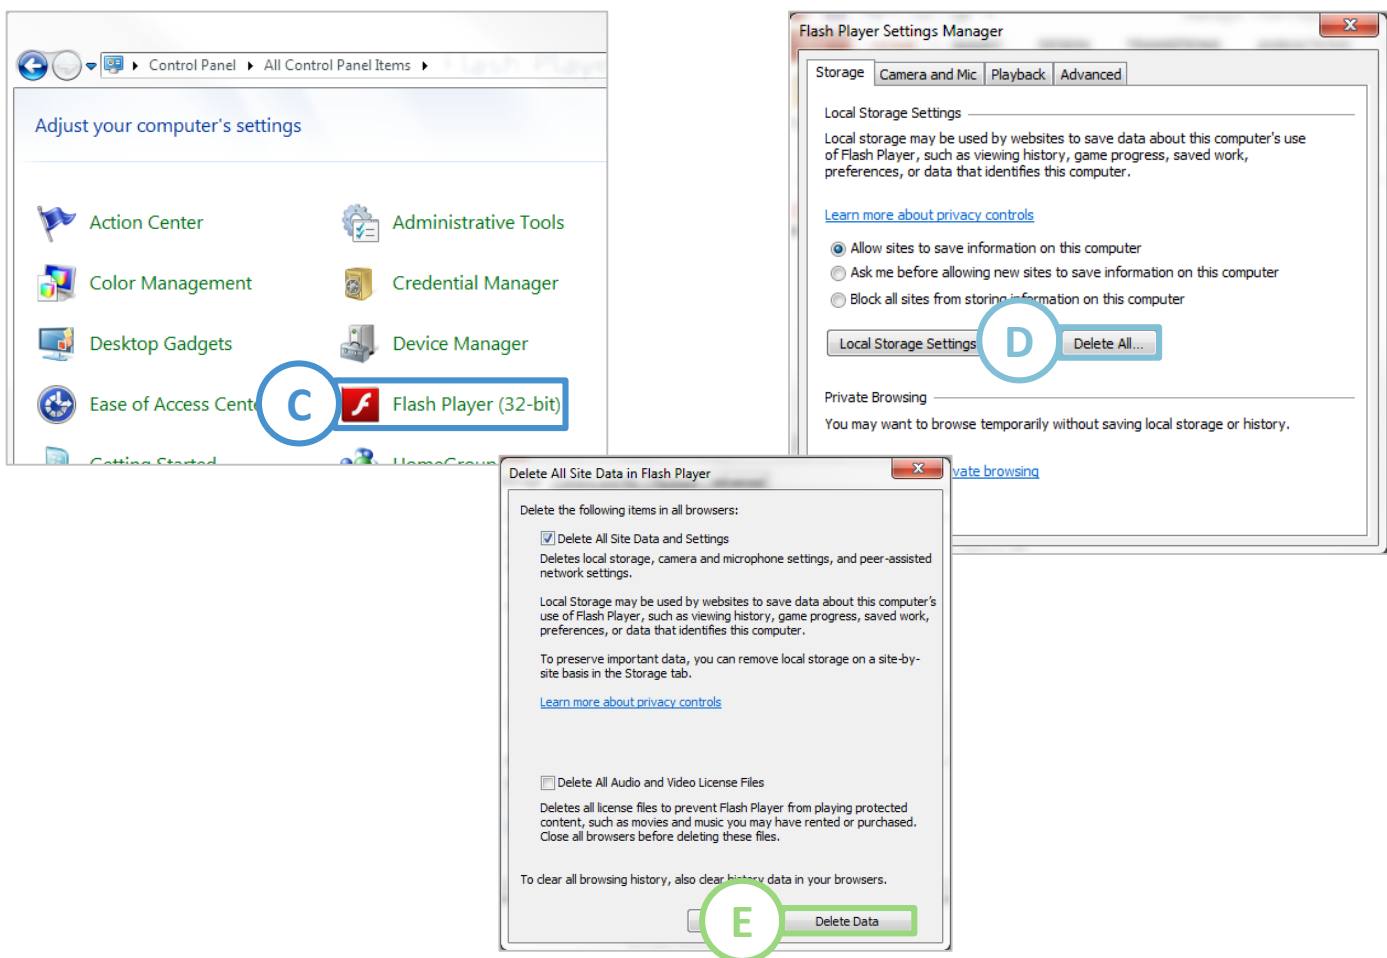 Control Panel ▸ All Control Panel Items ▸
Adjust your computer's settings
Action Center
Administrative Tools
Color Management
Credential Manager
Desktop Gadgets
Device Manager
Ease of Access Cente
C
Flash Player (32-bit)
Getting Started
HomeGroup
Flash Player Settings Manager
Storage
Camera and Mic
Playback
Advanced
Local Storage Settings
Local storage may be used by websites to save data about this computer's use
of Flash Player, such as viewing history, game progress, saved work,
preferences, or data that identifies this computer.
Learn more about privacy controls
Allow sites to save information on this computer
Ask me before allowing new sites to save information on this computer
Block all sites from storing information on this computer
Local Storage Settings
D
Delete All...
Private Browsing
You may want to browse temporarily without saving local storage or history.
vate browsing
Delete All Site Data in Flash Player
Delete the following items in all browsers:
Delete All Site Data and Settings
Deletes local storage, camera and microphone settings, and peer-assisted
network settings.
Local Storage may be used by websites to save data about this computer's
use of Flash Player, such as viewing history, game progress, saved work,
preferences, or data that identifies this computer.
To preserve important data, you can remove local storage on a site-by-
site basis in the Storage tab.
Learn more about privacy controls
Delete All Audio and Video License Files
Deletes all license files to prevent Flash Player from playing protected
content, such as movies and music you may have rented or purchased.
Close all browsers before deleting these files.
To clear all browsing history, also clear history data in your browsers.
E
Delete Data